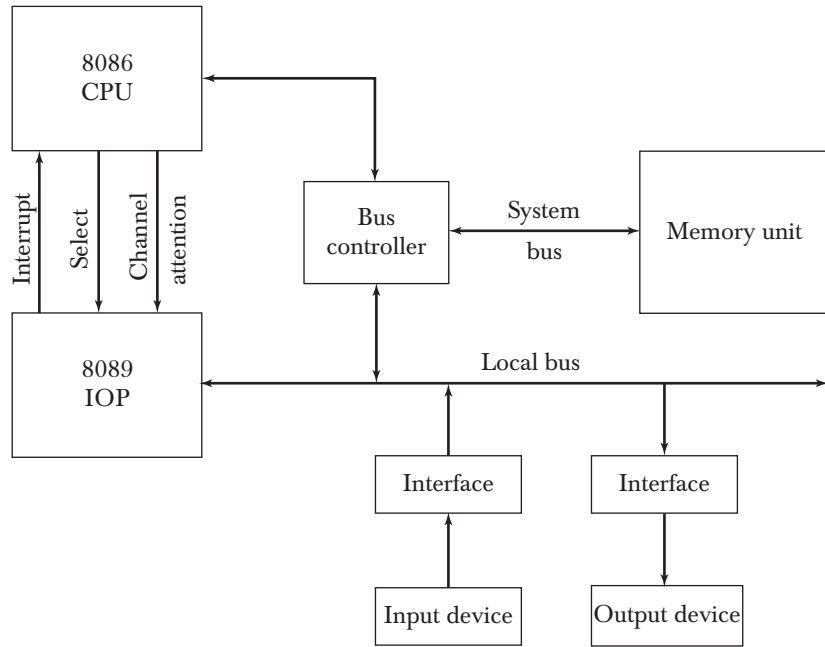 8086
CPU
Interrupt
Select
Channel
attention
Bus
controller
System
bus
Memory unit
8089
IOP
Local bus
Interface
Interface
Input device
Output device